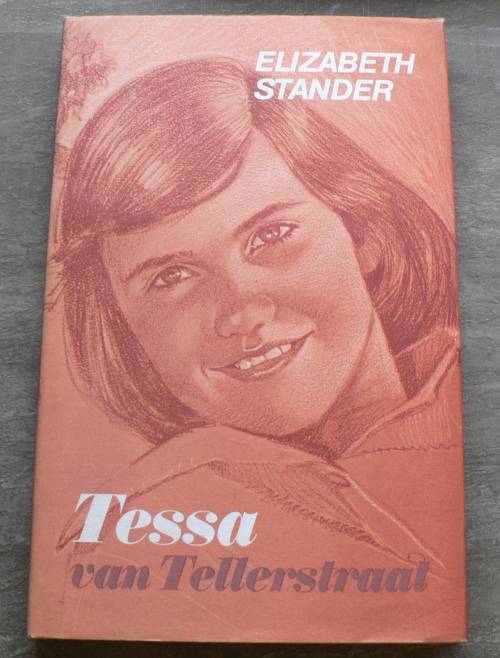 ELIZABETH
STANDER
Tessa
van Tellerstraat